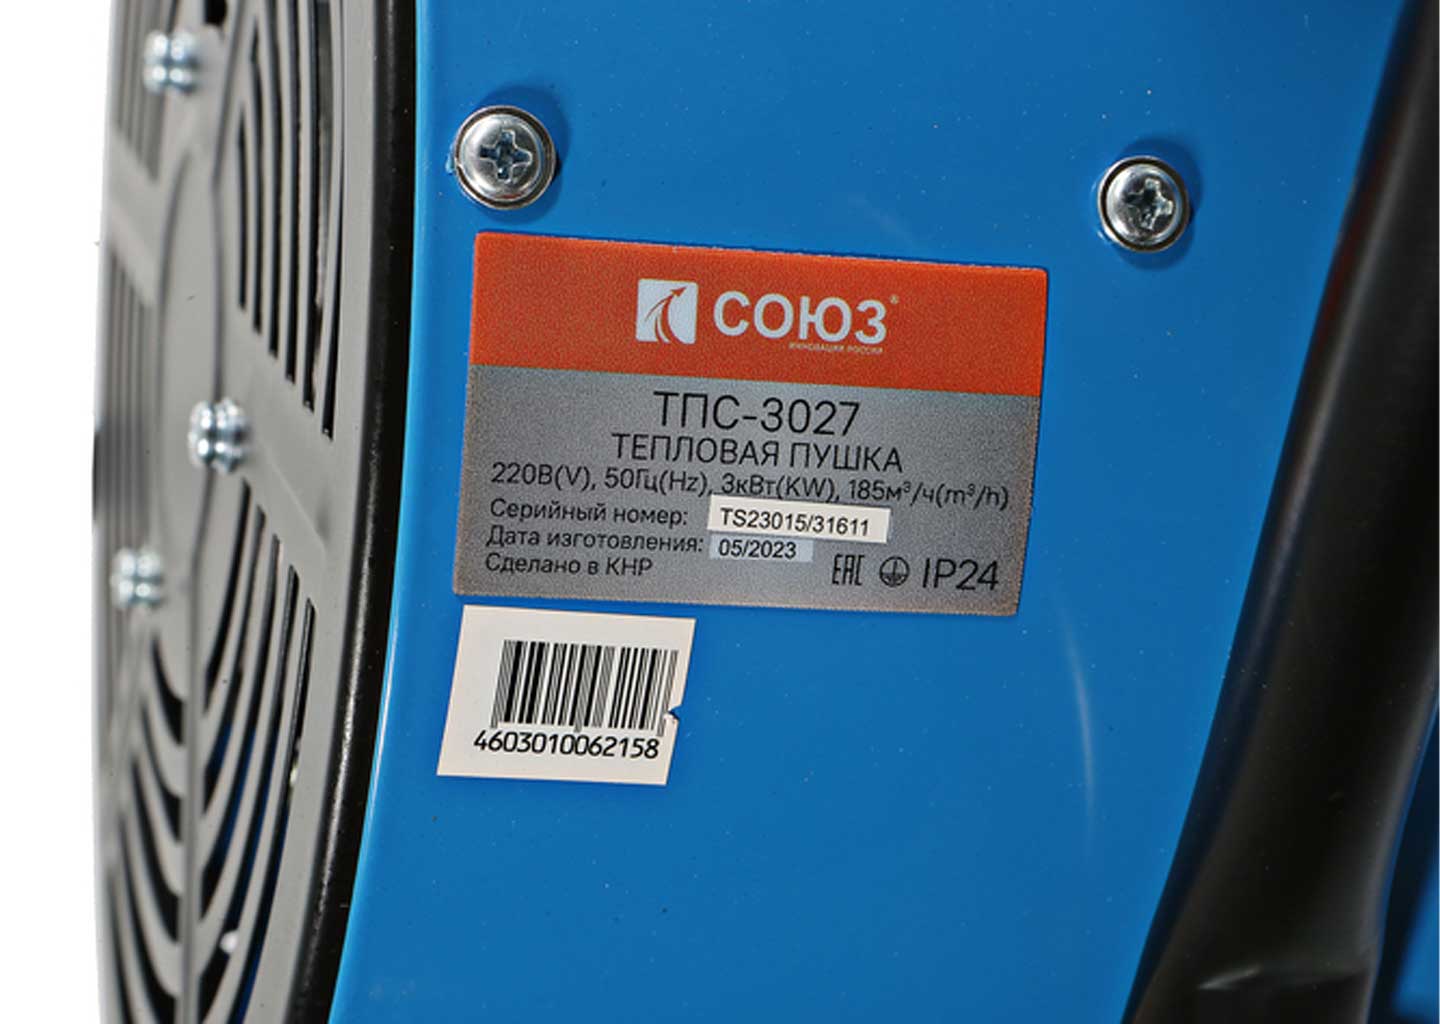 СОЮЗ®
ИННОВАЦИИ РОССИИ
ТПС-3027
ТЕПЛОВАЯ ПУШКА
220В(V), 50Гц(Hz), 3кВт(KW), 185м³/ч(m³/h)
Серийный номер: TS23015/31611
Дата изготовления: 05/2023
Сделано в КНР
EAC IP24
4603010062158